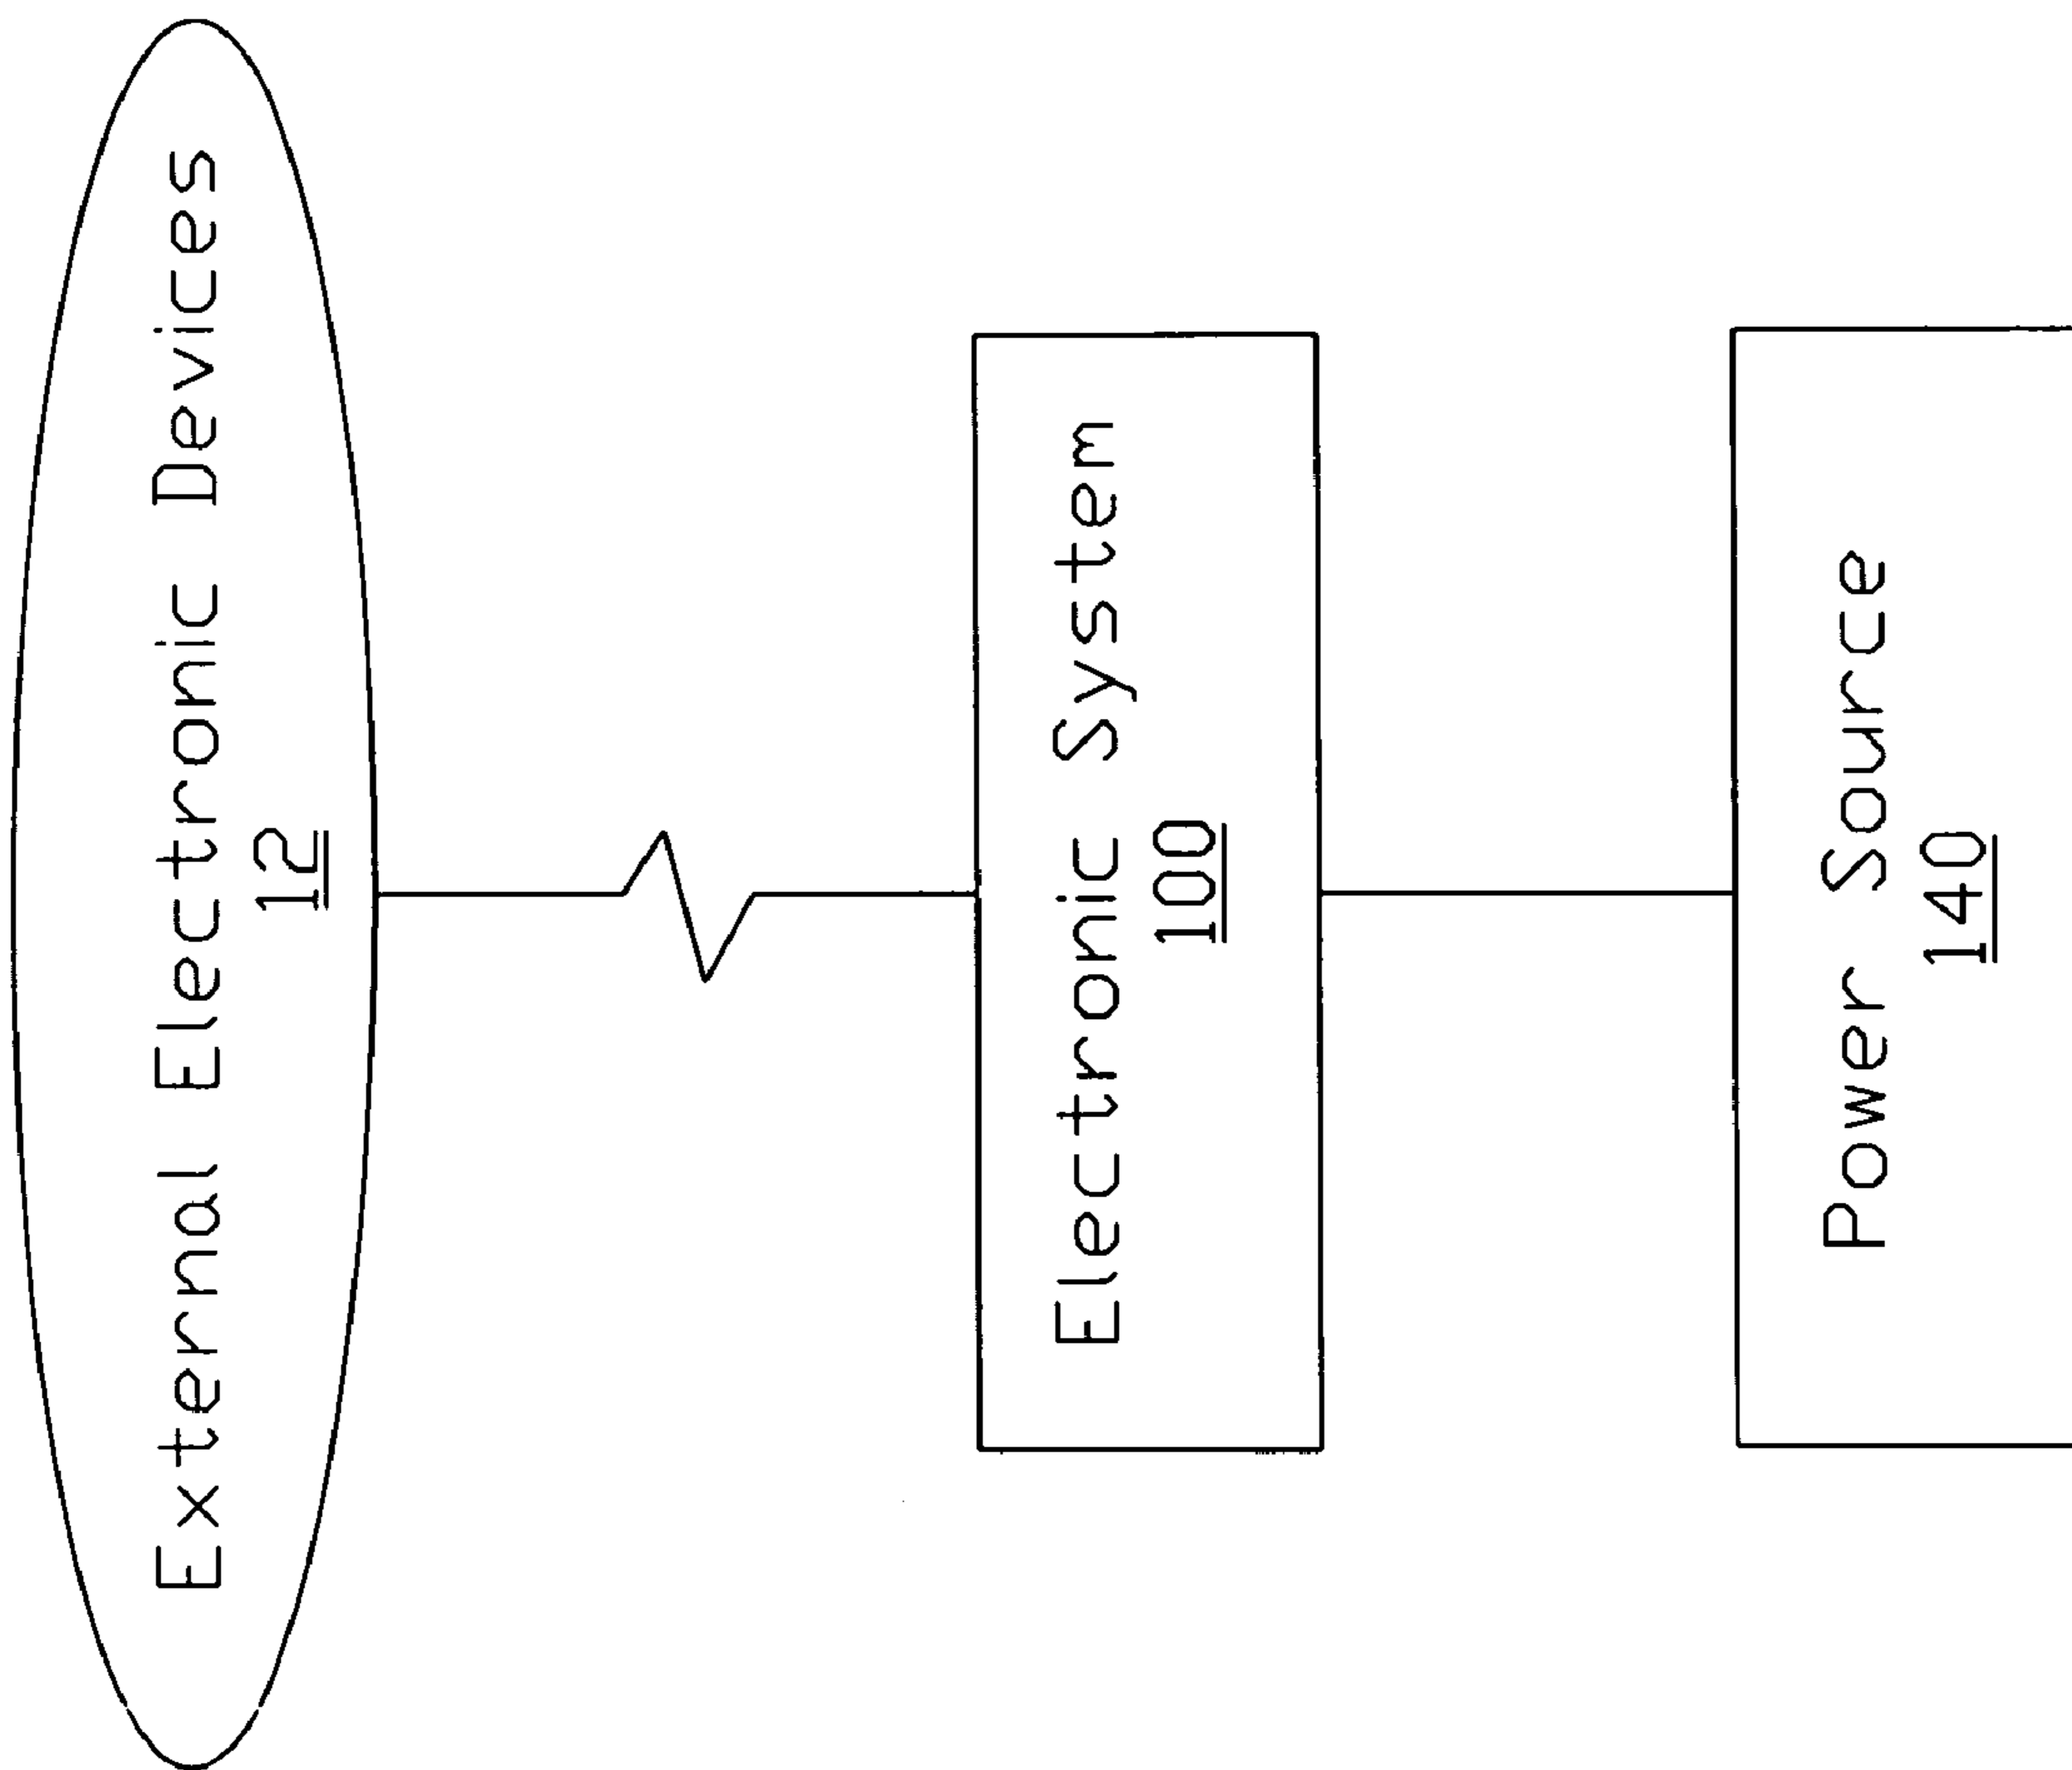 External Electronic Devices
12
Electronic System
100
Power Source
140